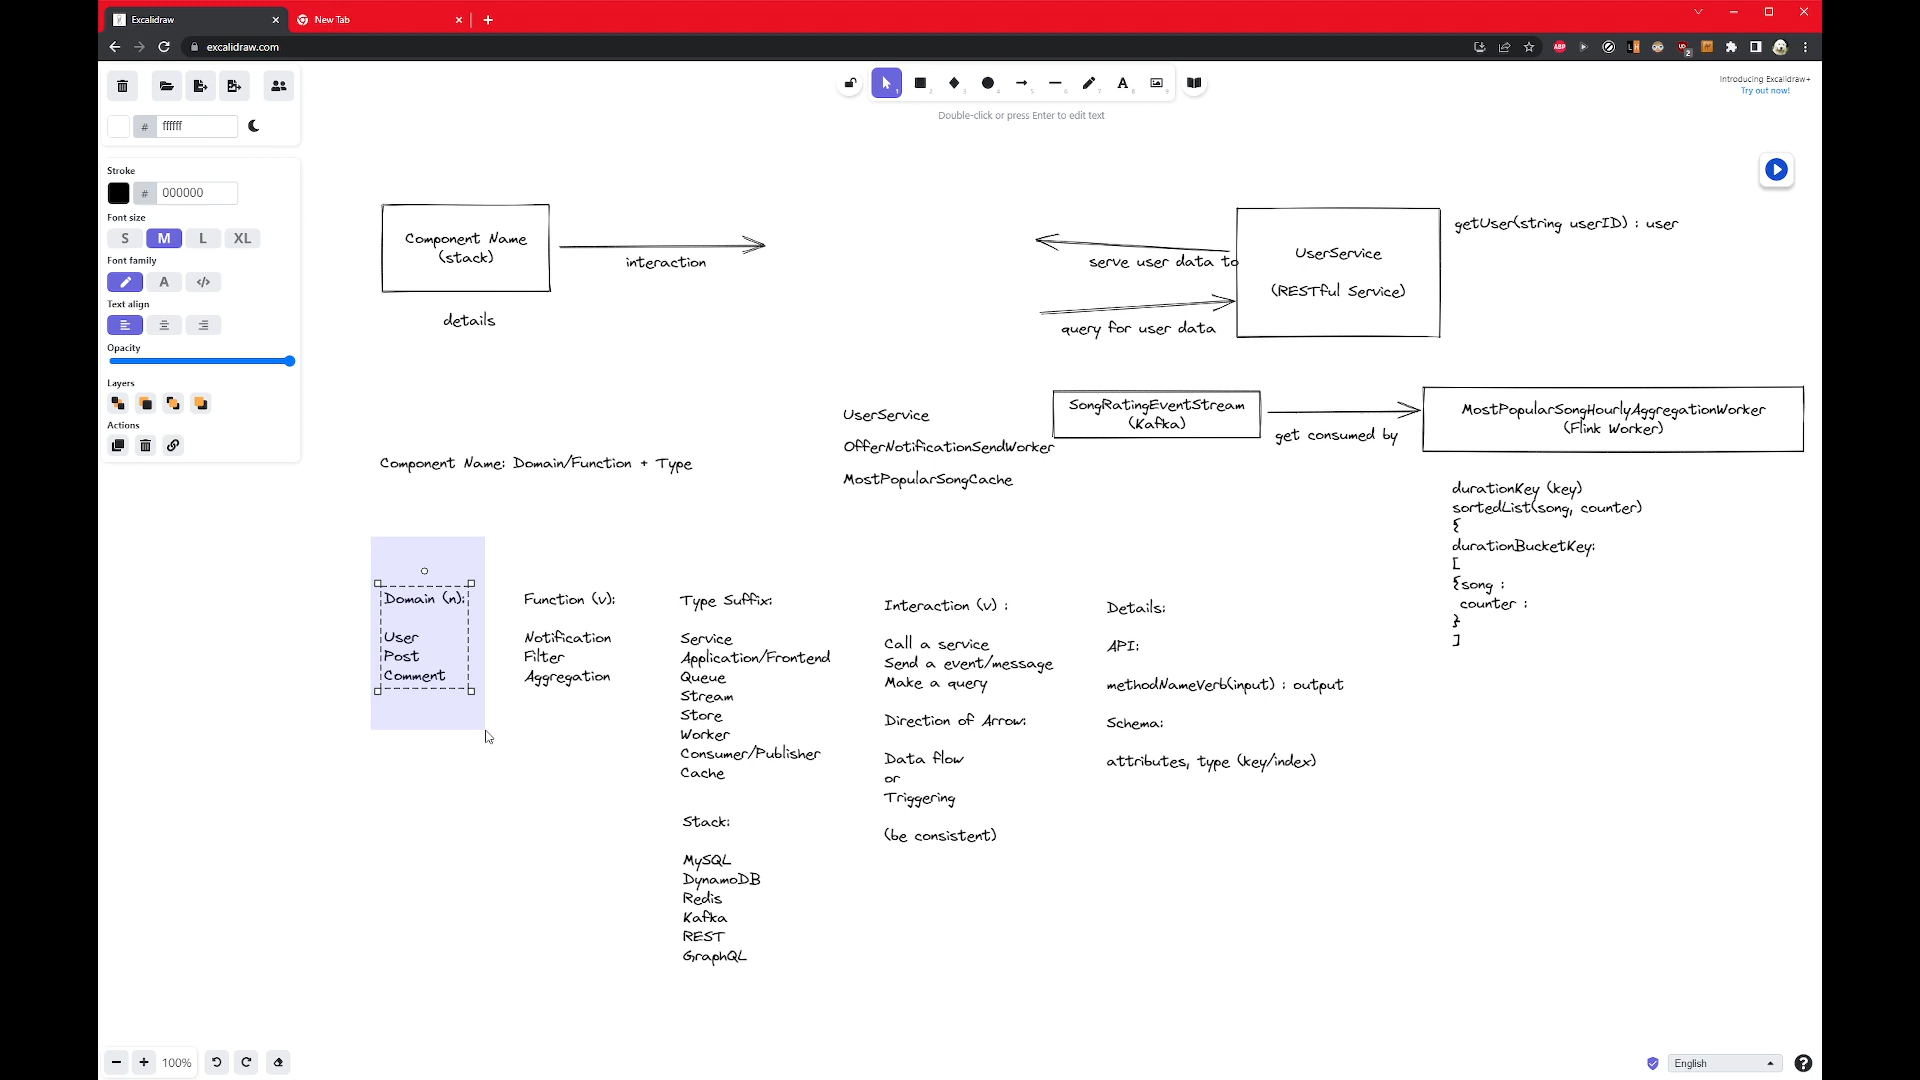 Excalidraw
New Tab
excalidraw.com
Introducing Excalidraw+
Try out now!
Double-click or press Enter to edit text
# ffffff
Stroke
# 000000
Font size
S M L XL
Font family
A
Text align
Opacity
Layers
Actions
Component Name
(stack)
interaction
details
serve user data to
query for user data
UserService
(RESTful Service)
getUser(string userID) : user
Component Name: Domain/Function + Type
UserService
OfferNotificationSendWorker
MostPopularSongCache
SongRatingEventStream
(Kafka)
get consumed by
MostPopularSongHourlyAggregationWorker
(Flink Worker)
durationKey (key)
sortedList(song, counter)
{
durationBucketKey:
[
{song :
counter :
}
]
Domain (n):
User
Post
Comment
Function (v):
Notification
Filter
Aggregation
Type Suffix:
Service
Application/Frontend
Queue
Stream
Store
Worker
Consumer/Publisher
Cache
Stack:
MySQL
DynamoDB
Redis
Kafka
REST
GraphQL
Interaction (v) :
Call a service
Send a event/message
Make a query
Direction of Arrow:
Data flow
or
Triggering
(be consistent)
Details:
API:
methodNameVerb(input) : output
Schema:
attributes, type (key/index)
100%
English